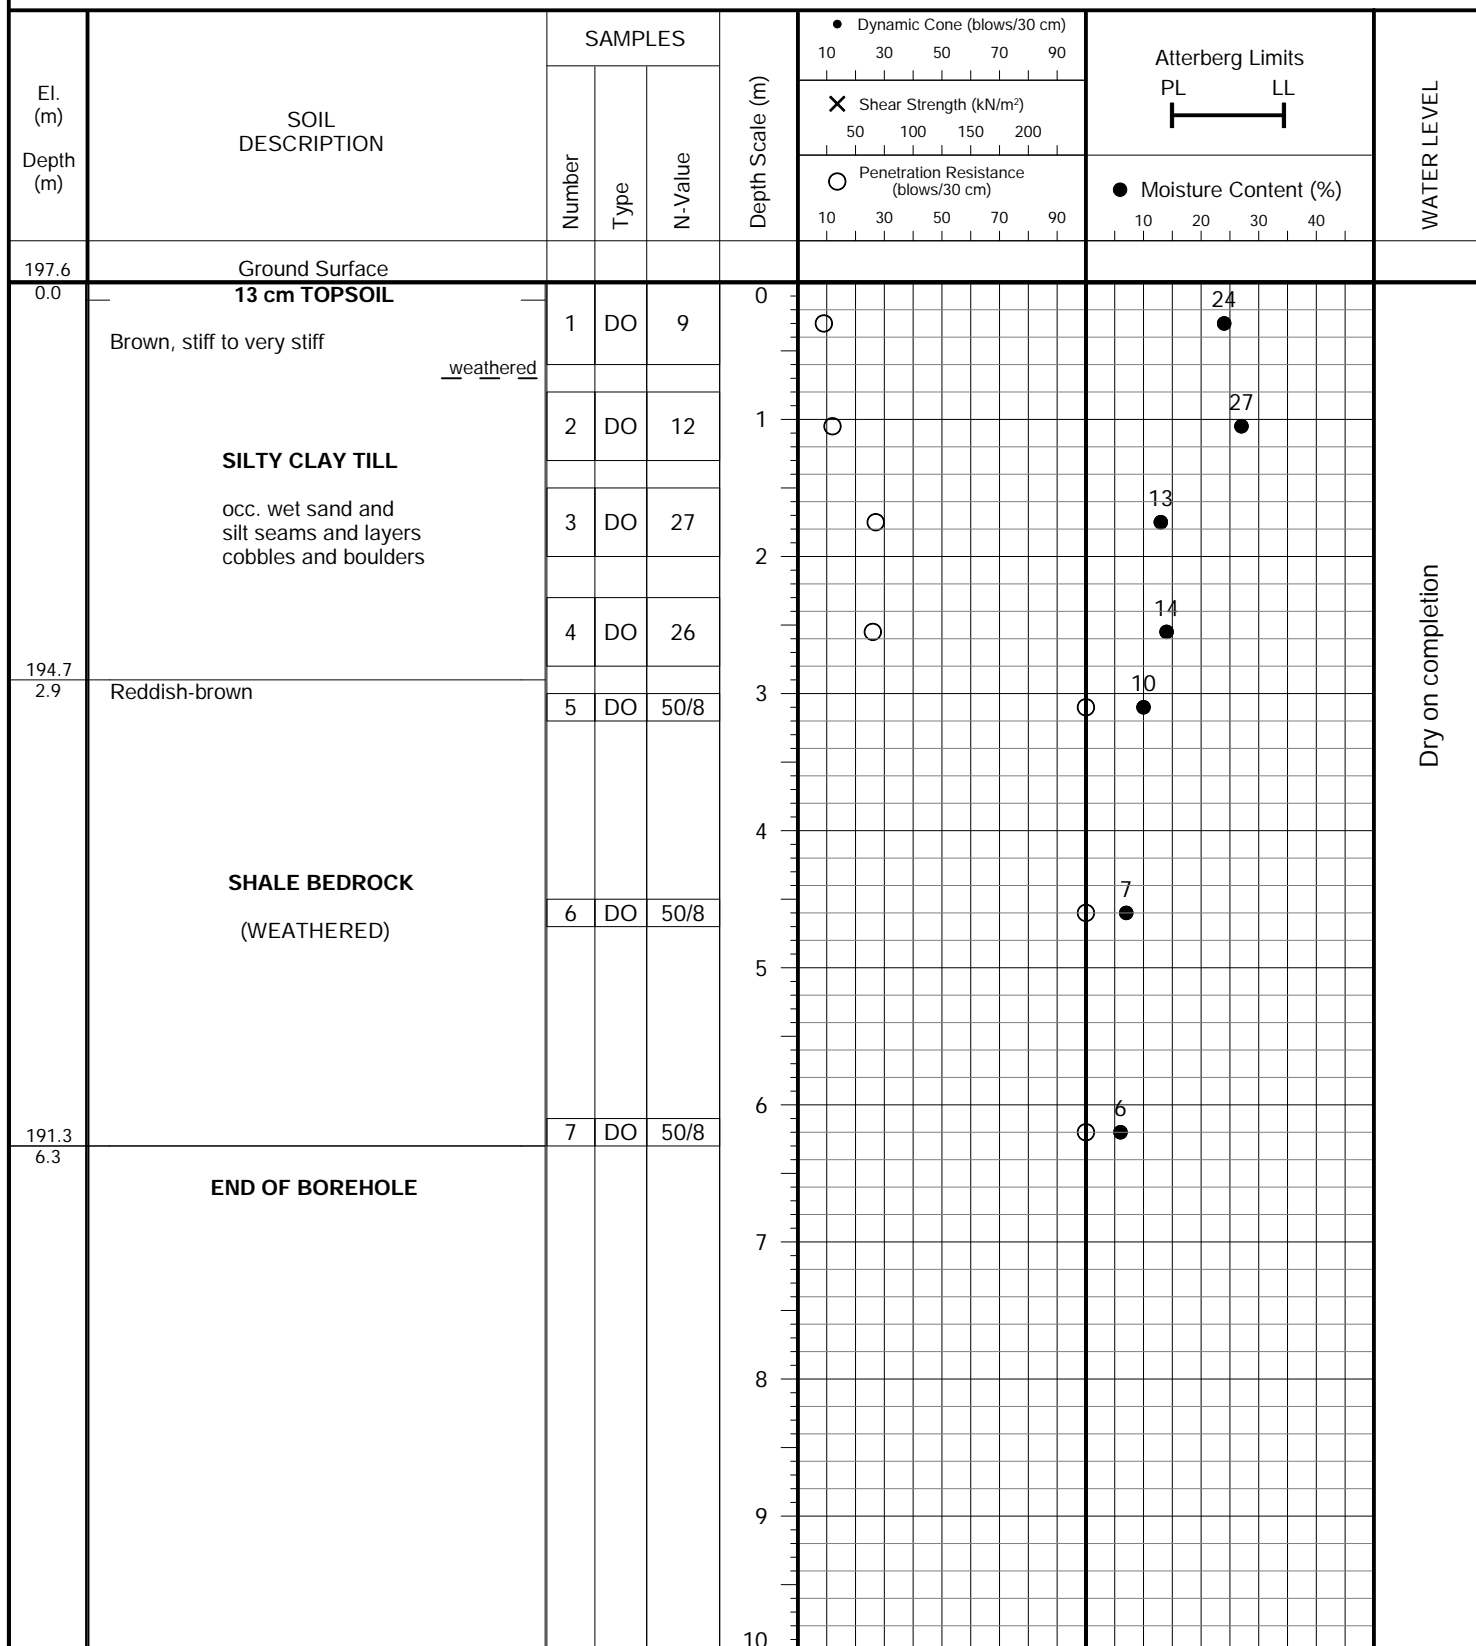 El.
(m)
Depth
(m)
SOIL
DESCRIPTION
SAMPLES
Number
Type
N-Value
Depth Scale (m)
● Dynamic Cone (blows/30 cm)
10 30 50 70 90
✕ Shear Strength (kN/m²)
50 100 150 200
○ Penetration Resistance
(blows/30 cm)
10 30 50 70 90
Atterberg Limits
PL LL
● Moisture Content (%)
10 20 30 40
WATER LEVEL
197.6 Ground Surface
0.0 13 cm TOPSOIL 0
24
1 DO 9
Brown, stiff to very stiff
weathered
27
1
2 DO 12
SILTY CLAY TILL
13
occ. wet sand and
3 DO 27
silt seams and layers
cobbles and boulders
2
14
4 DO 26
Dry on completion
194.7
2.9 Reddish-brown
10
3
5 DO 50/8
4
SHALE BEDROCK
7
6 DO 50/8
(WEATHERED)
5
6
6
191.3
7 DO 50/8
6.3
END OF BOREHOLE
7
8
9
10